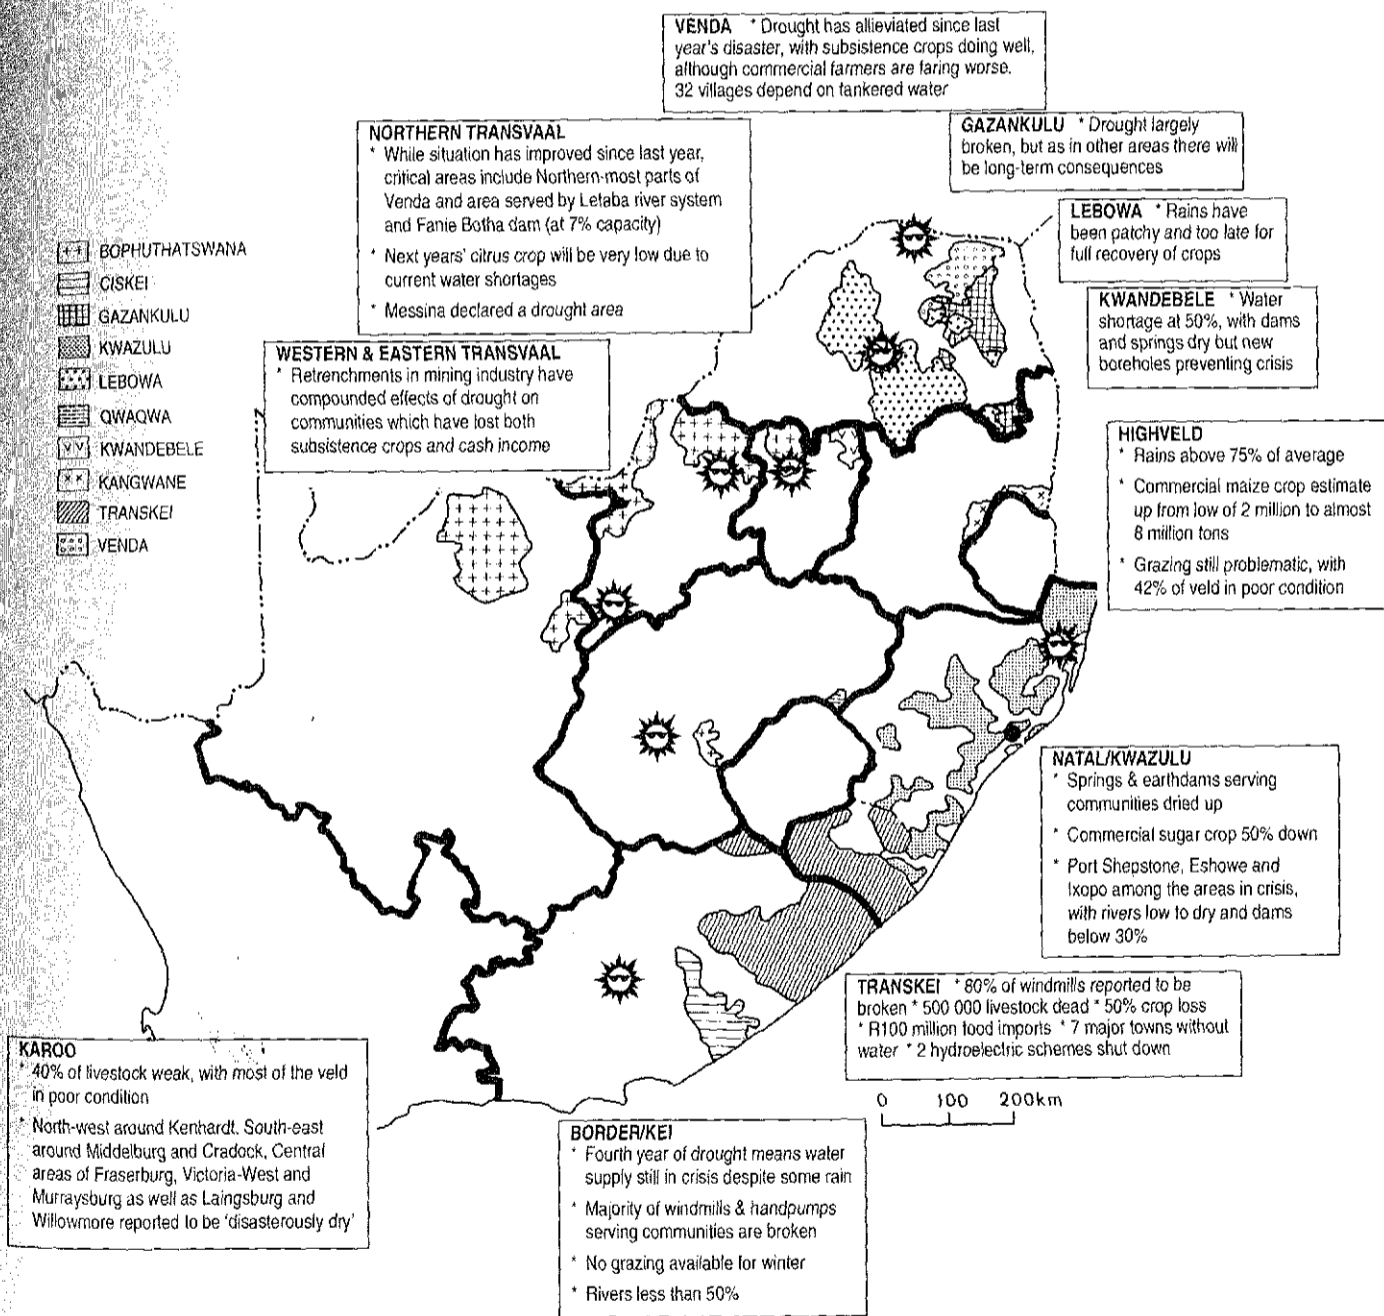 VENDA * Drought has allieviated since last
year's disaster, with subsistence crops doing well,
although commercial farmers are faring worse.
32 villages depend on tankered water
GAZANKULU * Drought largely
broken, but as in other areas there will
be long-term consequences
NORTHERN TRANSVAAL
* While situation has improved since last year,
critical areas include Northern-most parts of
Venda and area served by Letaba river system
and Fanie Botha dam (at 7% capacity)
* Next years' citrus crop will be very low due to
current water shortages
* Messina declared a drought area
LEBOWA * Rains have
been patchy and too late for
full recovery of crops
KWANDEBELE * Water
shortage at 50%, with dams
and springs dry but new
boreholes preventing crisis
BOPHUTHATSWANA
CISKEI
GAZANKULU
KWAZULU
LEBOWA
QWAQWA
KWANDEBELE
KANGWANE
TRANSKEI
VENDA
WESTERN & EASTERN TRANSVAAL
* Retrenchments in mining industry have
compounded effects of drought on
communities which have lost both
subsistence crops and cash income
HIGHVELD
* Rains above 75% of average
* Commercial maize crop estimate
up from low of 2 million to almost
8 million tons
* Grazing still problematic, with
42% of veld in poor condition
NATAL/KWAZULU
* Springs & earthdams serving
communities dried up
* Commercial sugar crop 50% down
* Port Shepstone, Eshowe and
Ixopo among the areas in crisis,
with rivers low to dry and dams
below 30%
TRANSKEI * 80% of windmills reported to be
broken * 500 000 livestock dead * 50% crop loss
* R100 million food imports * 7 major towns without
water * 2 hydroelectric schemes shut down
0 100 200km
KAROO
* 40% of livestock weak, with most of the veld
in poor condition
* North-west around Kenhardt. South-east
around Middelburg and Cradock, Central
areas of Fraserburg, Victoria-West and
Murraysburg as well as Laingsburg and
Willowmore reported to be 'disasterously dry'
BORDER/KEI
* Fourth year of drought means water
supply still in crisis despite some rain
* Majority of windmills & handpumps
serving communities are broken
* No grazing available for winter
* Rivers less than 50%